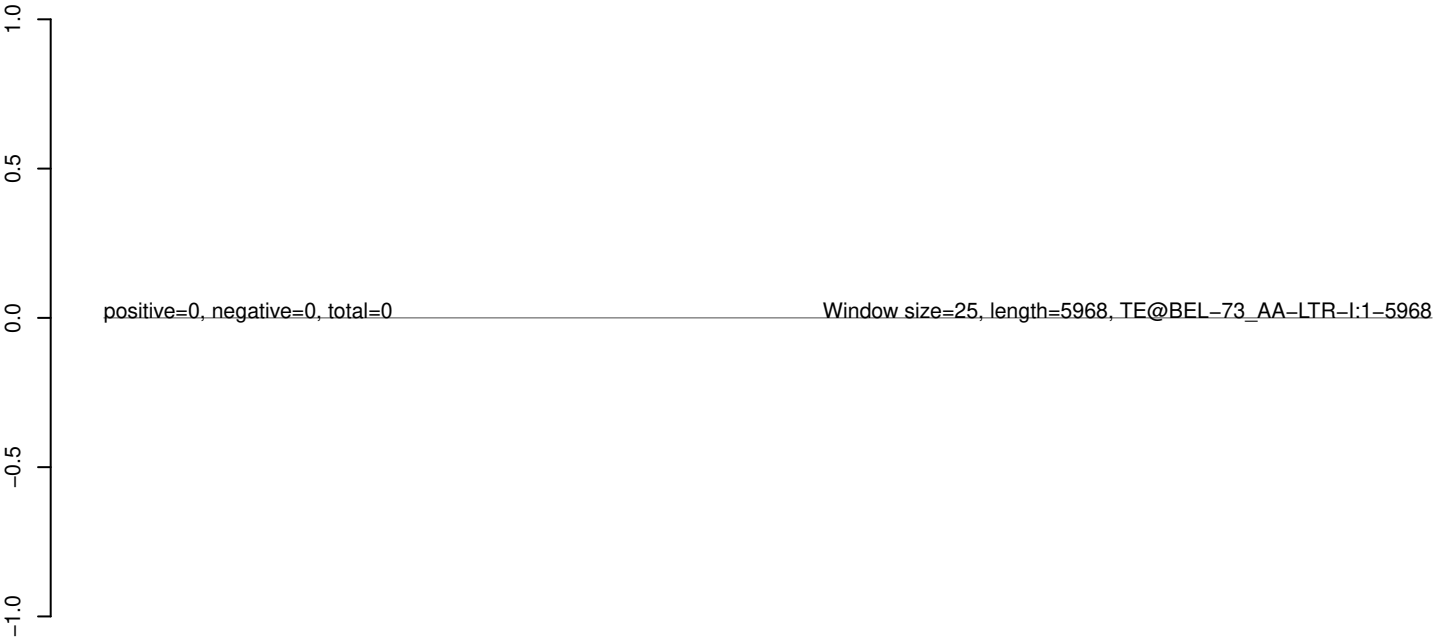 1.0
0.5
positive=0, negative=0, total=0
Window size=25, length=5968, TE@BEL−73_AA−LTR−I:1−5968
0.0
−0.5
−1.0